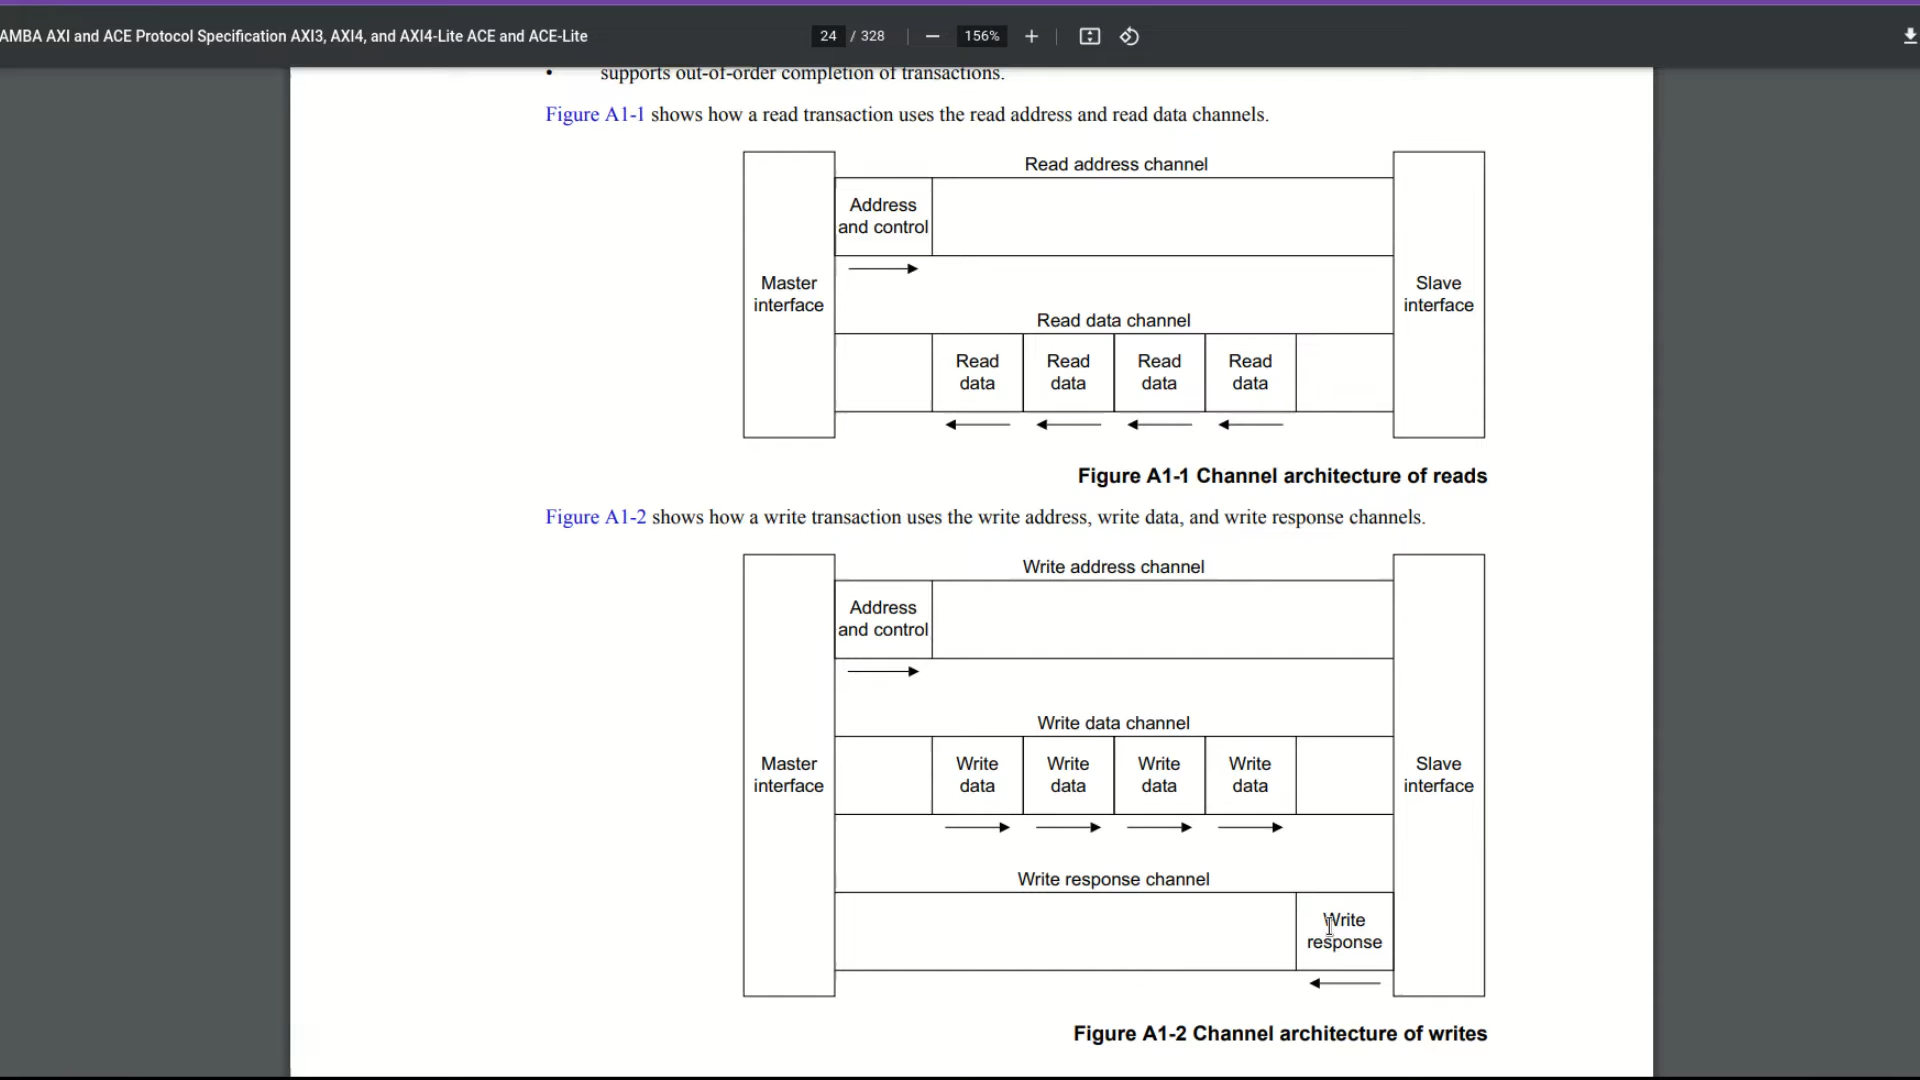 AMBA AXI and ACE Protocol Specification AXI3, AXI4, and AXI4-Lite ACE and ACE-Lite
24 / 328
156%
• supports out-of-order completion of transactions.
Figure A1-1 shows how a read transaction uses the read address and read data channels.
Read address channel
Address
and control
Master
interface
Slave
interface
Read data channel
Read
data
Read
data
Read
data
Read
data
Figure A1-1 Channel architecture of reads
Figure A1-2 shows how a write transaction uses the write address, write data, and write response channels.
Write address channel
Address
and control
Write data channel
Master
interface
Write
data
Write
data
Write
data
Write
data
Slave
interface
Write response channel
Write
response
Figure A1-2 Channel architecture of writes